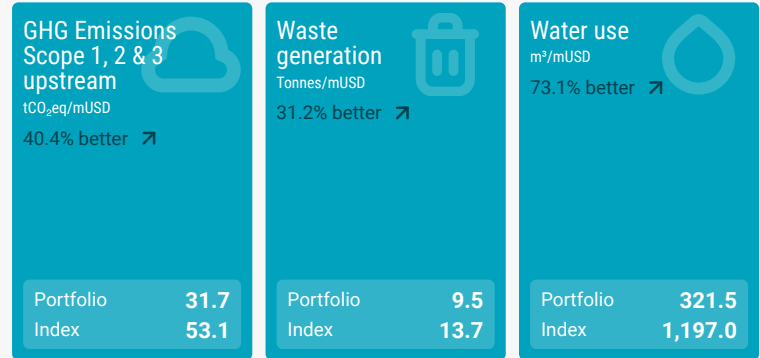 GHG Emissions
Scope 1, 2 & 3
upstream
tCO₂eq/mUSD
40.4% better
Portfolio 31.7
Index 53.1
Waste
generation
Tonnes/mUSD
31.2% better
Portfolio 9.5
Index 13.7
Water use
m³/mUSD
73.1% better
Portfolio 321.5
Index 1,197.0